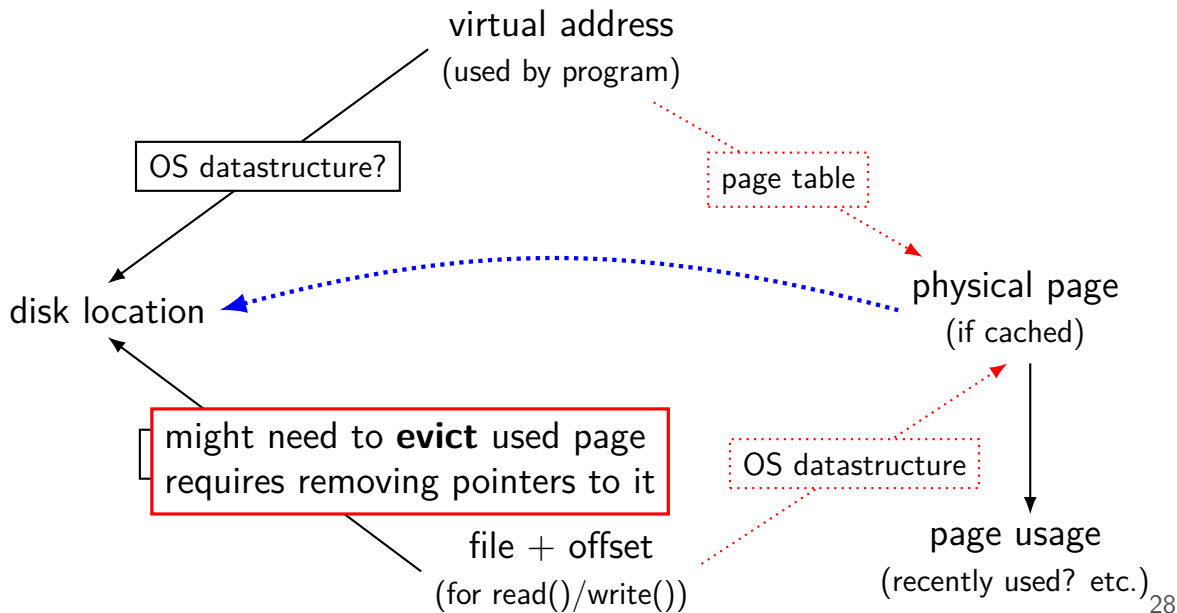 virtual address
(used by program)
OS datastructure?
page table
disk location
physical page
(if cached)
might need to evict used page
requires removing pointers to it
OS datastructure
file + offset
(for read()/write())
page usage
(recently used? etc.)
28